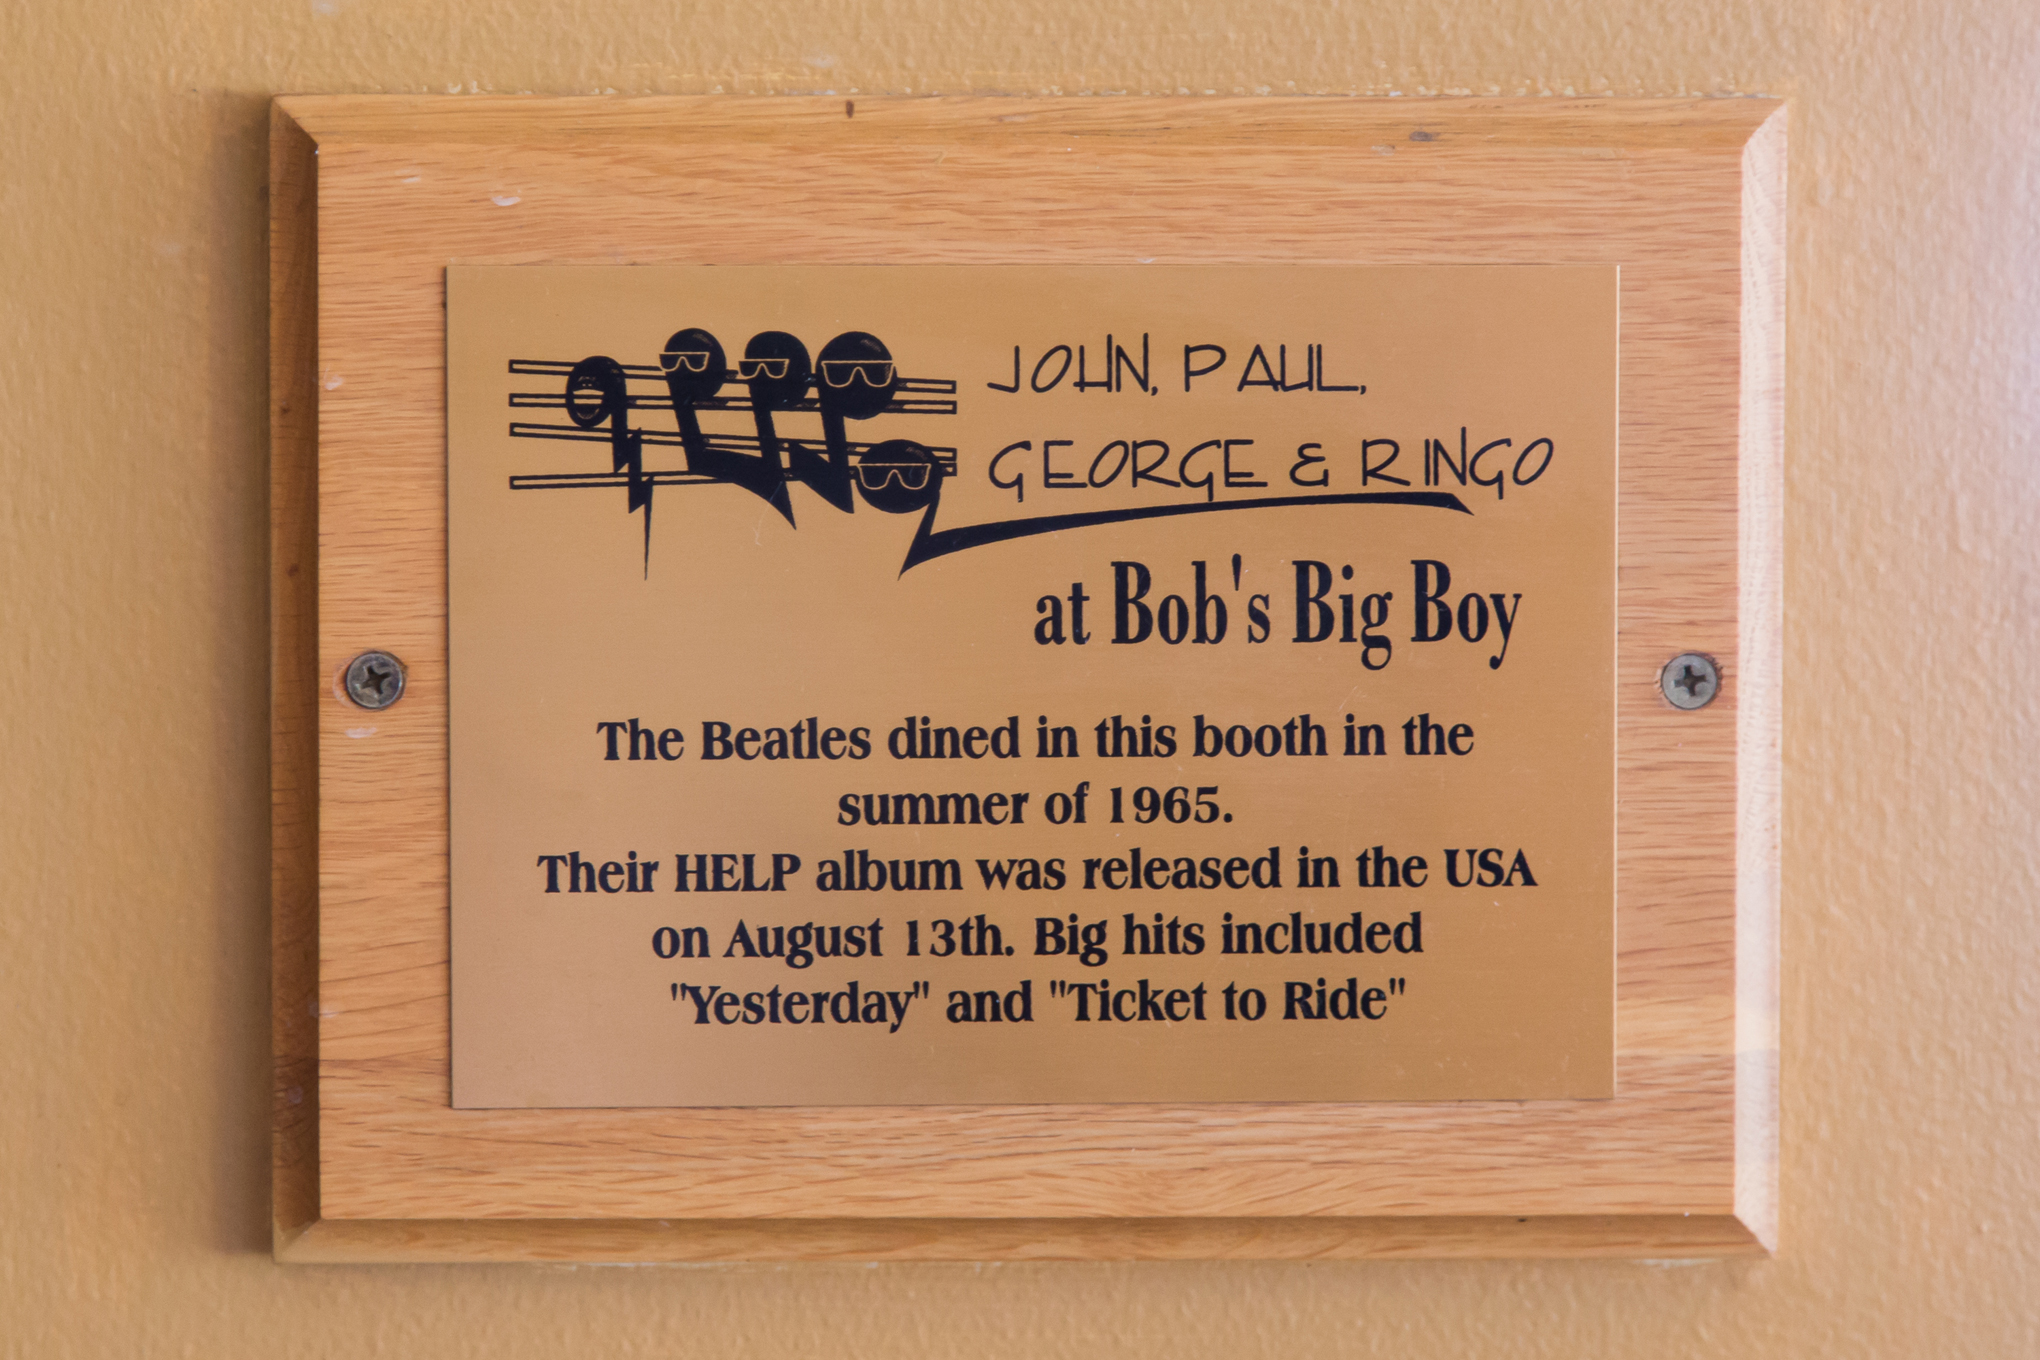 JOHN, PAUL,
GEORGE & RINGO
at Bob's Big Boy
The Beatles dined in this booth in the
summer of 1965.
Their HELP album was released in the USA
on August 13th. Big hits included
"Yesterday" and "Ticket to Ride"